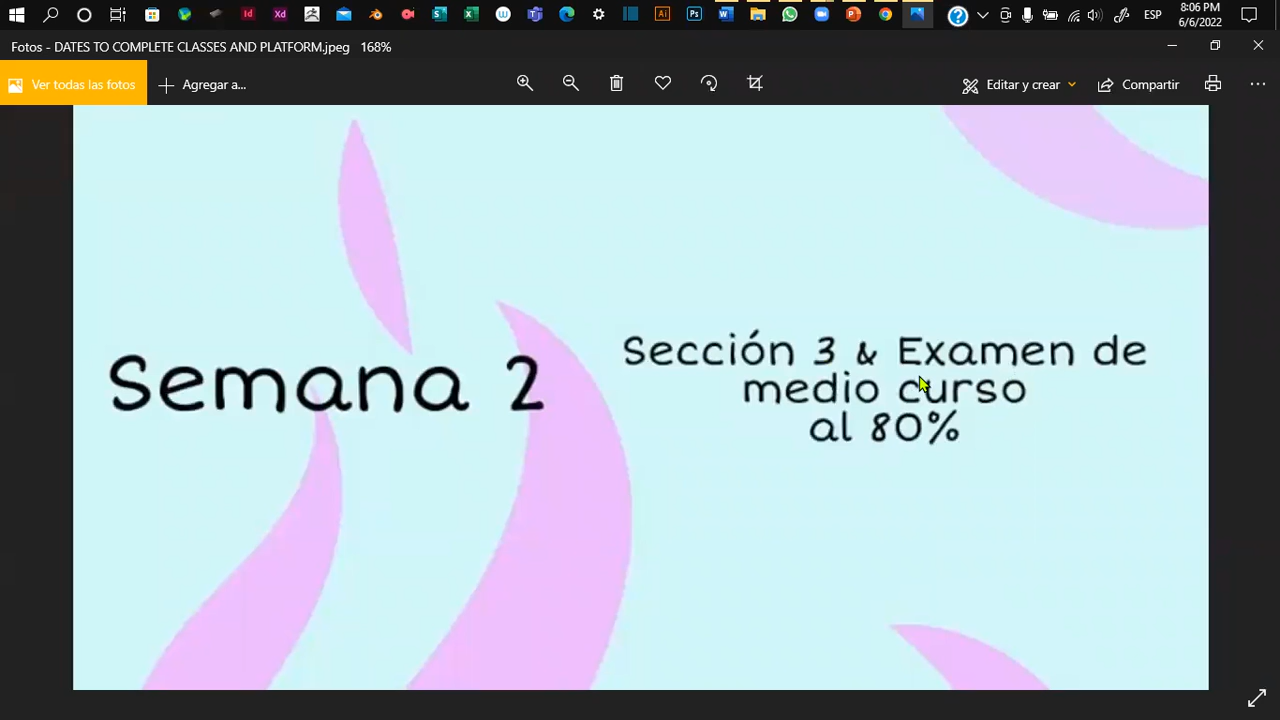 8:06 PM
ESP
6/6/2022
Fotos - DATES TO COMPLETE CLASSES AND PLATFORM.jpeg 168%
Ver todas las fotos
Agregar a...
Editar y crear
Compartir
Semana 2
Sección 3 & Examen de
medio curso
al 80%